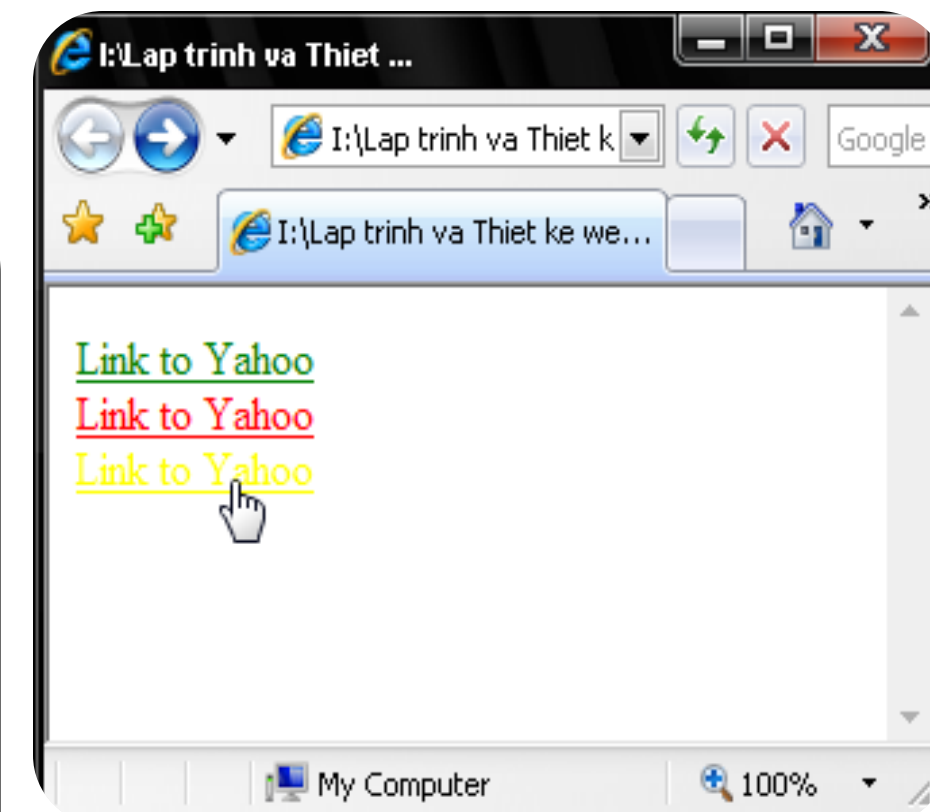 I:\Lap trinh va Thiet ...
I:\Lap trinh va Thiet k
Google
I:\Lap trinh va Thiet ke we...
Link to Yahoo
Link to Yahoo
Link to Yahoo
My Computer
100%